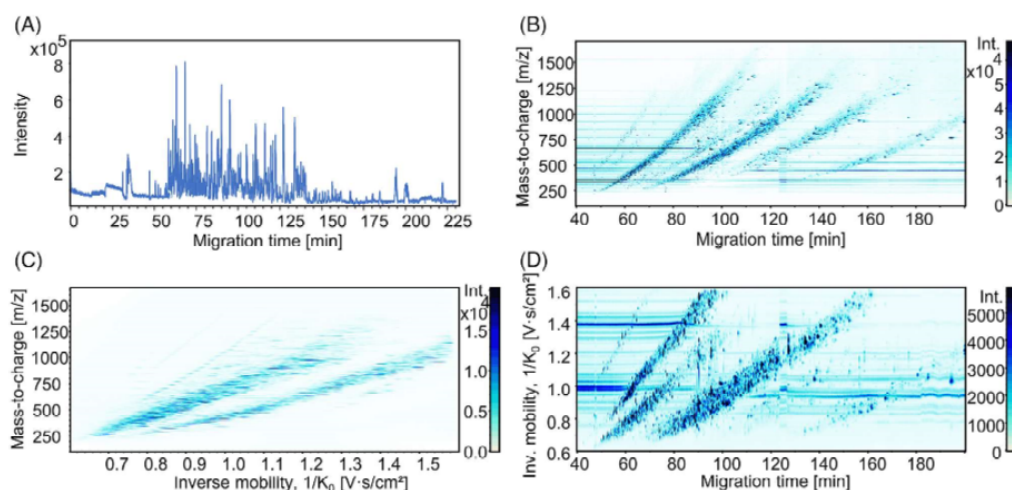 (A)
x10⁵
8
6
4
2
Intensity
0 25 50 75 100 125 150 175 200 225
Migration time [min]
(B)
Mass-to-charge [m/z]
1500
1250
1000
750
500
250
40 60 80 100 120 140 160 180
Migration time [min]
Int.
x10⁴
4
5
4
3
2
1
0
(C)
Mass-to-charge [m/z]
1500
1250
1000
750
500
250
0.7 0.8 0.9 1.0 1.1 1.2 1.3 1.4 1.5
Inverse mobility, 1/K₀ [V·s/cm²]
Int.
x10⁴
1.5
1.0
0.5
0.0
(D)
Inv. mobility, 1/K₀ [V·s/cm²]
1.6
1.4
1.2
1.0
0.8
0.6
40 60 80 100 120 140 160 180
Migration time [min]
Int.
5000
4000
3000
2000
1000
0